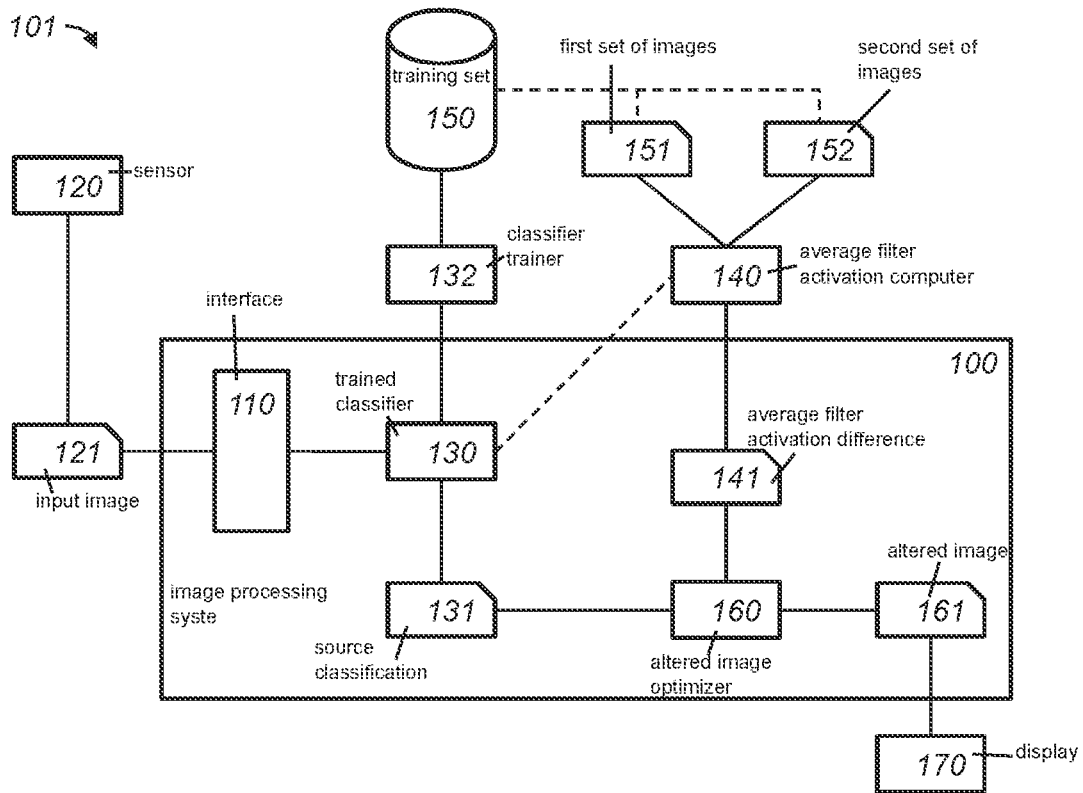 101
training set
150
first set of images
second set of
images
151
152
120
sensor
132
classifier
trainer
140
average filter
activation computer
interface
100
110
trained
classifier
130
average filter
activation difference
141
121
input image
image processing
syste
131
source
classification
160
altered image
optimizer
altered image
161
170
display